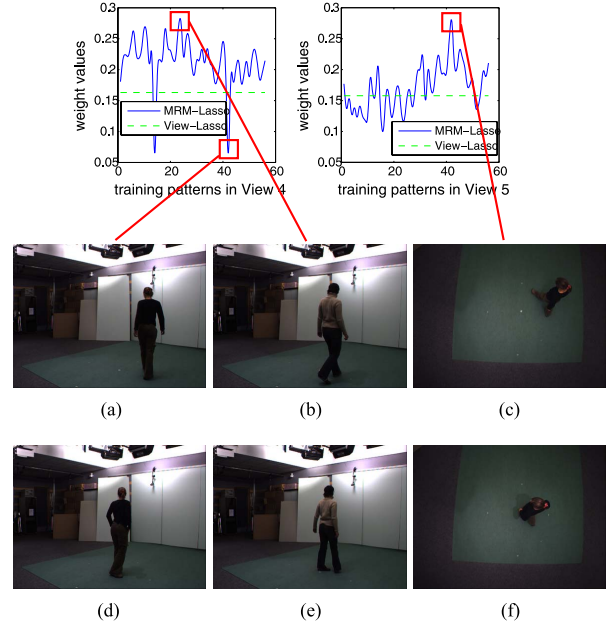 0.3
0.25
0.2
0.15
0.1
0.05
weight values
MRM-Lasso
View-Lasso
0 20 40 60
training patterns in View 4
0.3
0.25
0.2
0.15
0.1
0.05
weight values
MRM-Lasso
View-Lasso
0 20 40 60
training patterns in View 5
(a) (b) (c)
(d) (e) (f)